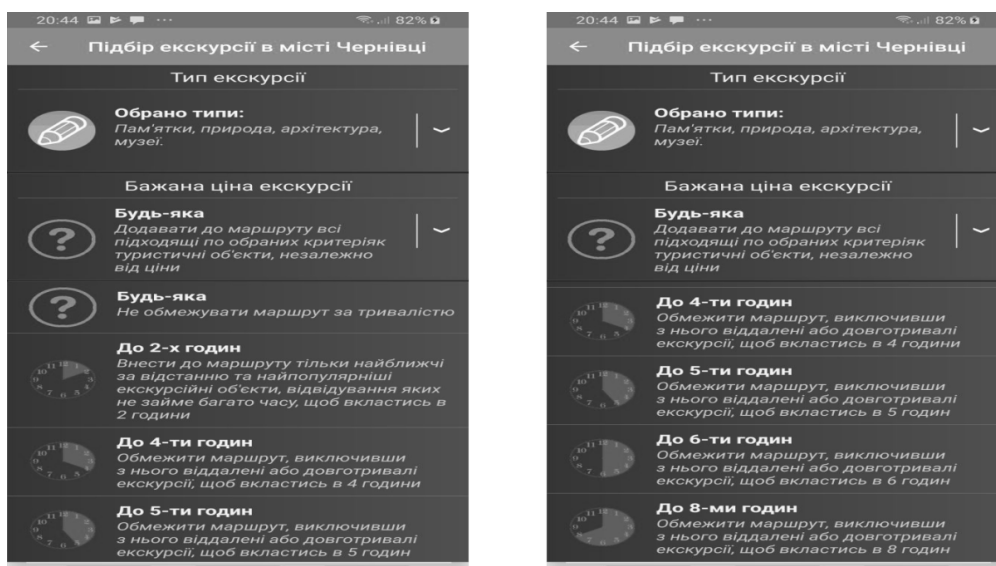 20:44 ... 82%
Підбір екскурсії в місті Чернівці
Тип екскурсії
Обрано типи:
Пам'ятки, природа, архітектура,
музеї.
Бажана ціна екскурсії
Будь-яка
Додавати до маршруту всі
підходящі по обраних критеріяк
туристичні об'єкти, незалежно
від ціни
Будь-яка
Не обмежувати маршрут за тривалістю
До 2-х годин
Внести до маршруту тільки найближчі
за відстанню та найпопулярніші
екскурсійні об'єкти, відвідування яких
не займе багато часу, щоб вкластись в
2 години
До 4-ти годин
Обмежити маршрут, виключивши
з нього віддалені або довготривалі
екскурсії, щоб вкластись в 4 години
До 5-ти годин
Обмежити маршрут, виключивши
з нього віддалені або довготривалі
екскурсії, щоб вкластись в 5 годин
20:44 ... 82%
Підбір екскурсії в місті Чернівці
Тип екскурсії
Обрано типи:
Пам'ятки, природа, архітектура,
музеї.
Бажана ціна екскурсії
Будь-яка
Додавати до маршруту всі
підходящі по обраних критеріяк
туристичні об'єкти, незалежно
від ціни
До 4-ти годин
Обмежити маршрут, виключивши
з нього віддалені або довготривалі
екскурсії, щоб вкластись в 4 години
До 5-ти годин
Обмежити маршрут, виключивши
з нього віддалені або довготривалі
екскурсії, щоб вкластись в 5 годин
До 6-ти годин
Обмежити маршрут, виключивши
з нього віддалені або довготривалі
екскурсії, щоб вкластись в 6 годин
До 8-ми годин
Обмежити маршрут, виключивши
з нього віддалені або довготривалі
екскурсії, щоб вкластись в 8 годин